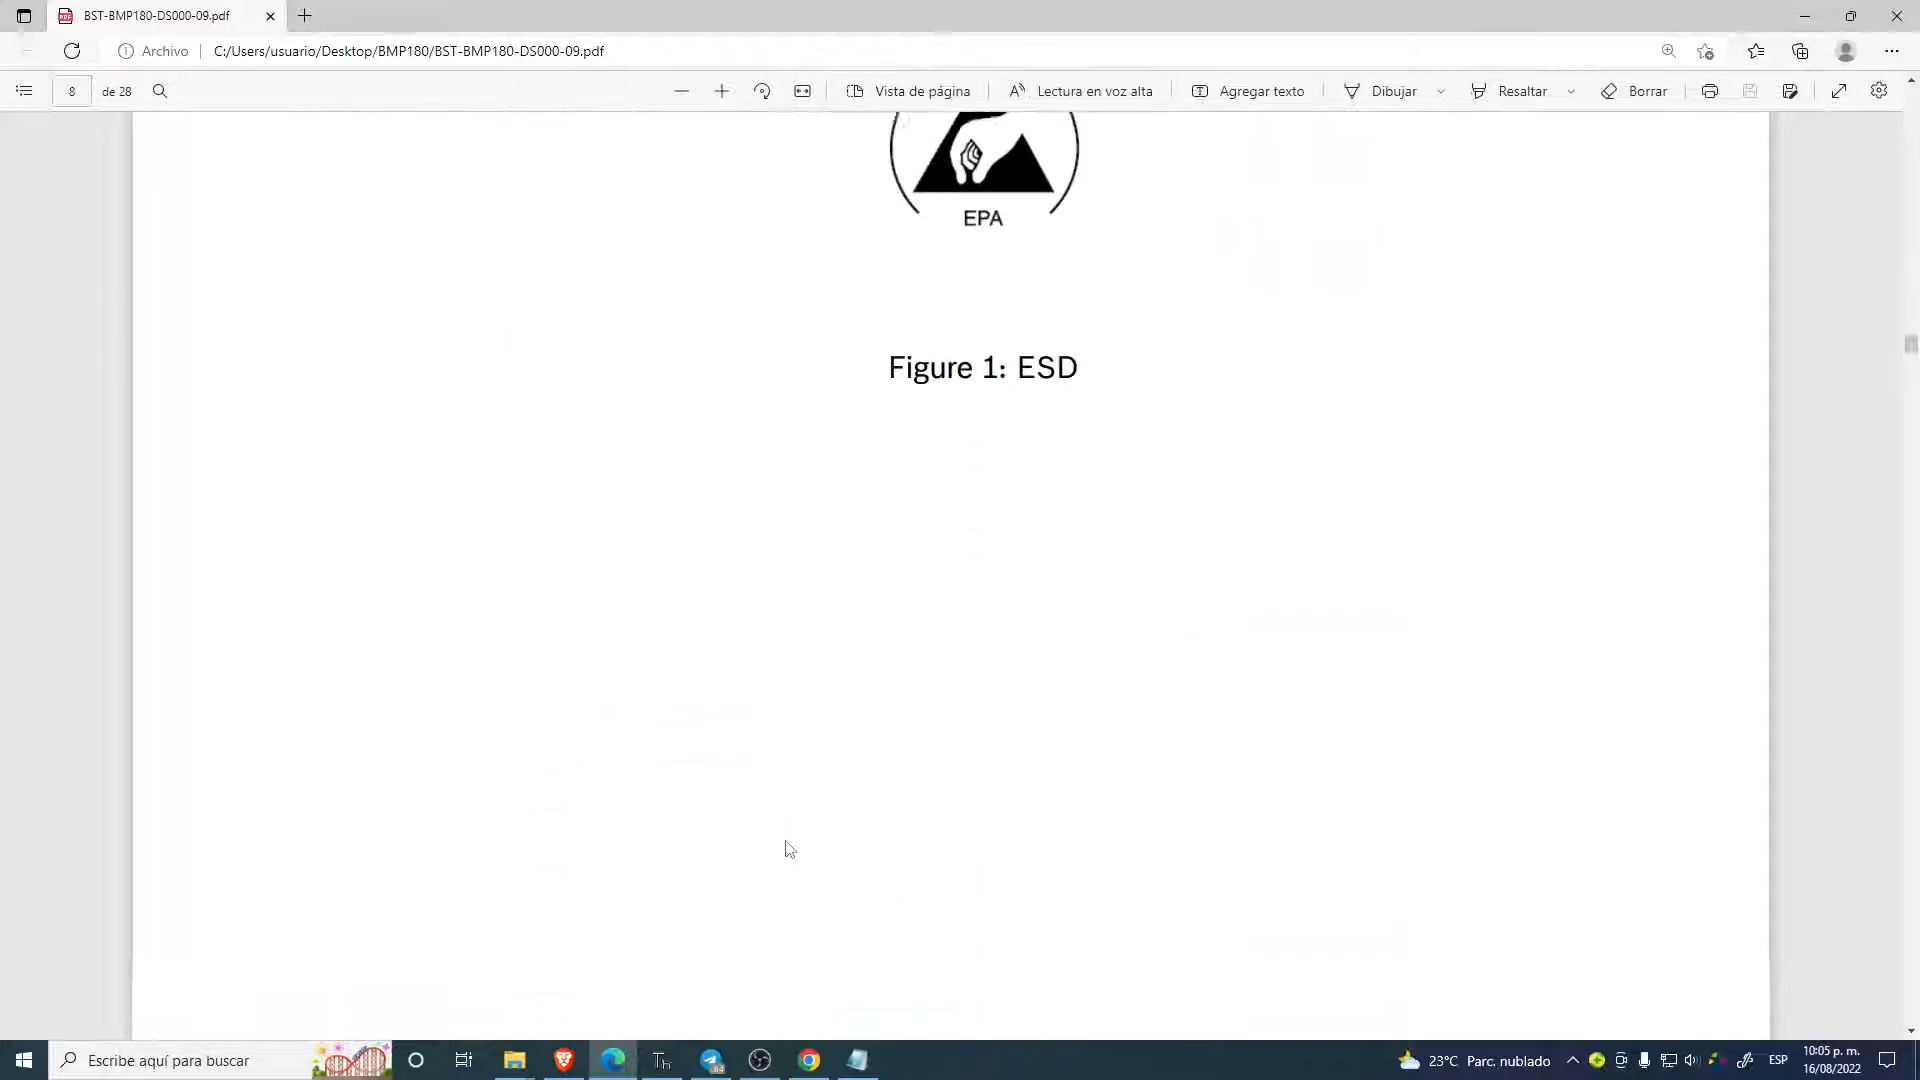 BST-BMP180-DS000-09.pdf
Archivo
C:/Users/usuario/Desktop/BMP180/BST-BMP180-DS000-09.pdf
8 de 28
Vista de página
Lectura en voz alta
Agregar texto
Dibujar
Resaltar
Borrar
EPA
Figure 1: ESD
Escribe aquí para buscar
84
23°C Parc. nublado
ESP
10:05 p. m.
16/08/2022